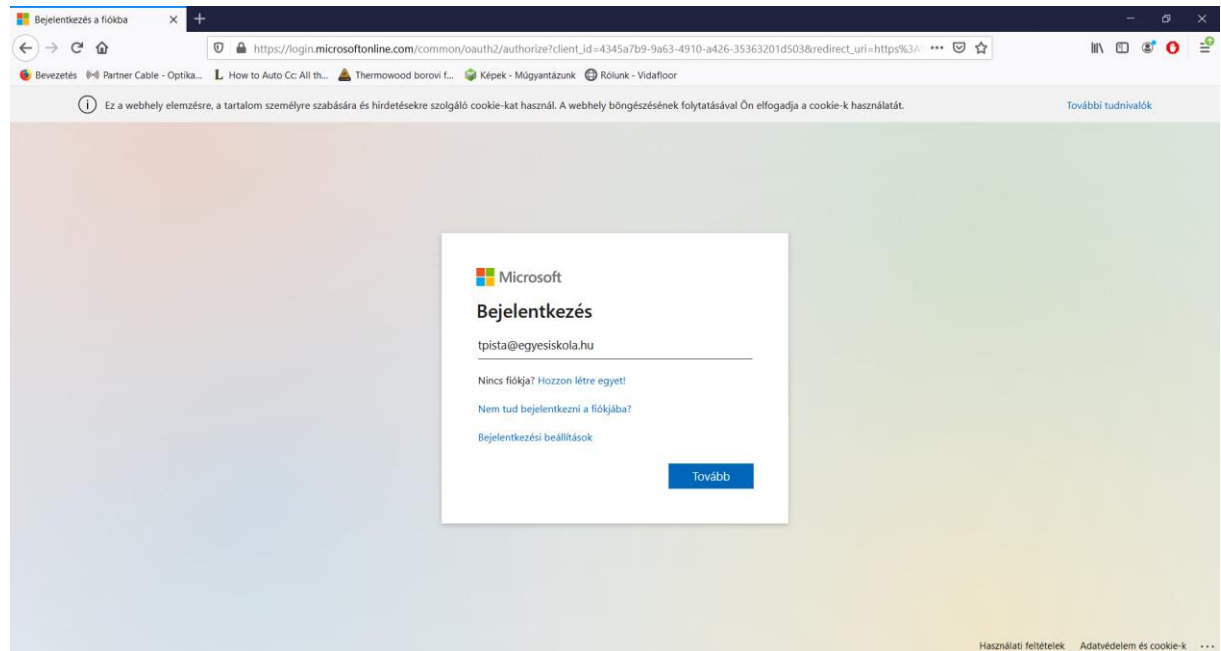 Bejelentkezés a fiókba
https://login.microsoftonline.com/common/oauth2/authorize?client_id=4345a7b9-9a63-4910-a426-35363201d503&redirect_uri=https%3A
Bevezetés Partner Cable - Optika... L How to Auto Cc: All th... Thermowood borovi f... Képek - Műgyantázunk Rólunk - Vidafloor
Ez a webhely elemzésre, a tartalom személyre szabására és hirdetésekre szolgáló cookie-kat használ. A webhely böngészésének folytatásával Ön elfogadja a cookie-k használatát. További tudnivalók
Microsoft
Bejelentkezés
tpista@egyesiskola.hu
Nincs fiókja? Hozzon létre egyet!
Nem tud bejelentkezni a fiókjába?
Bejelentkezési beállítások
Tovább
Használati feltételek Adatvédelem és cookie-k ...